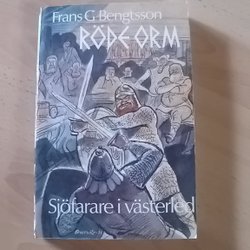 Frans G Bengtsson
RÖDE ORM
Sjöfarare i västerled